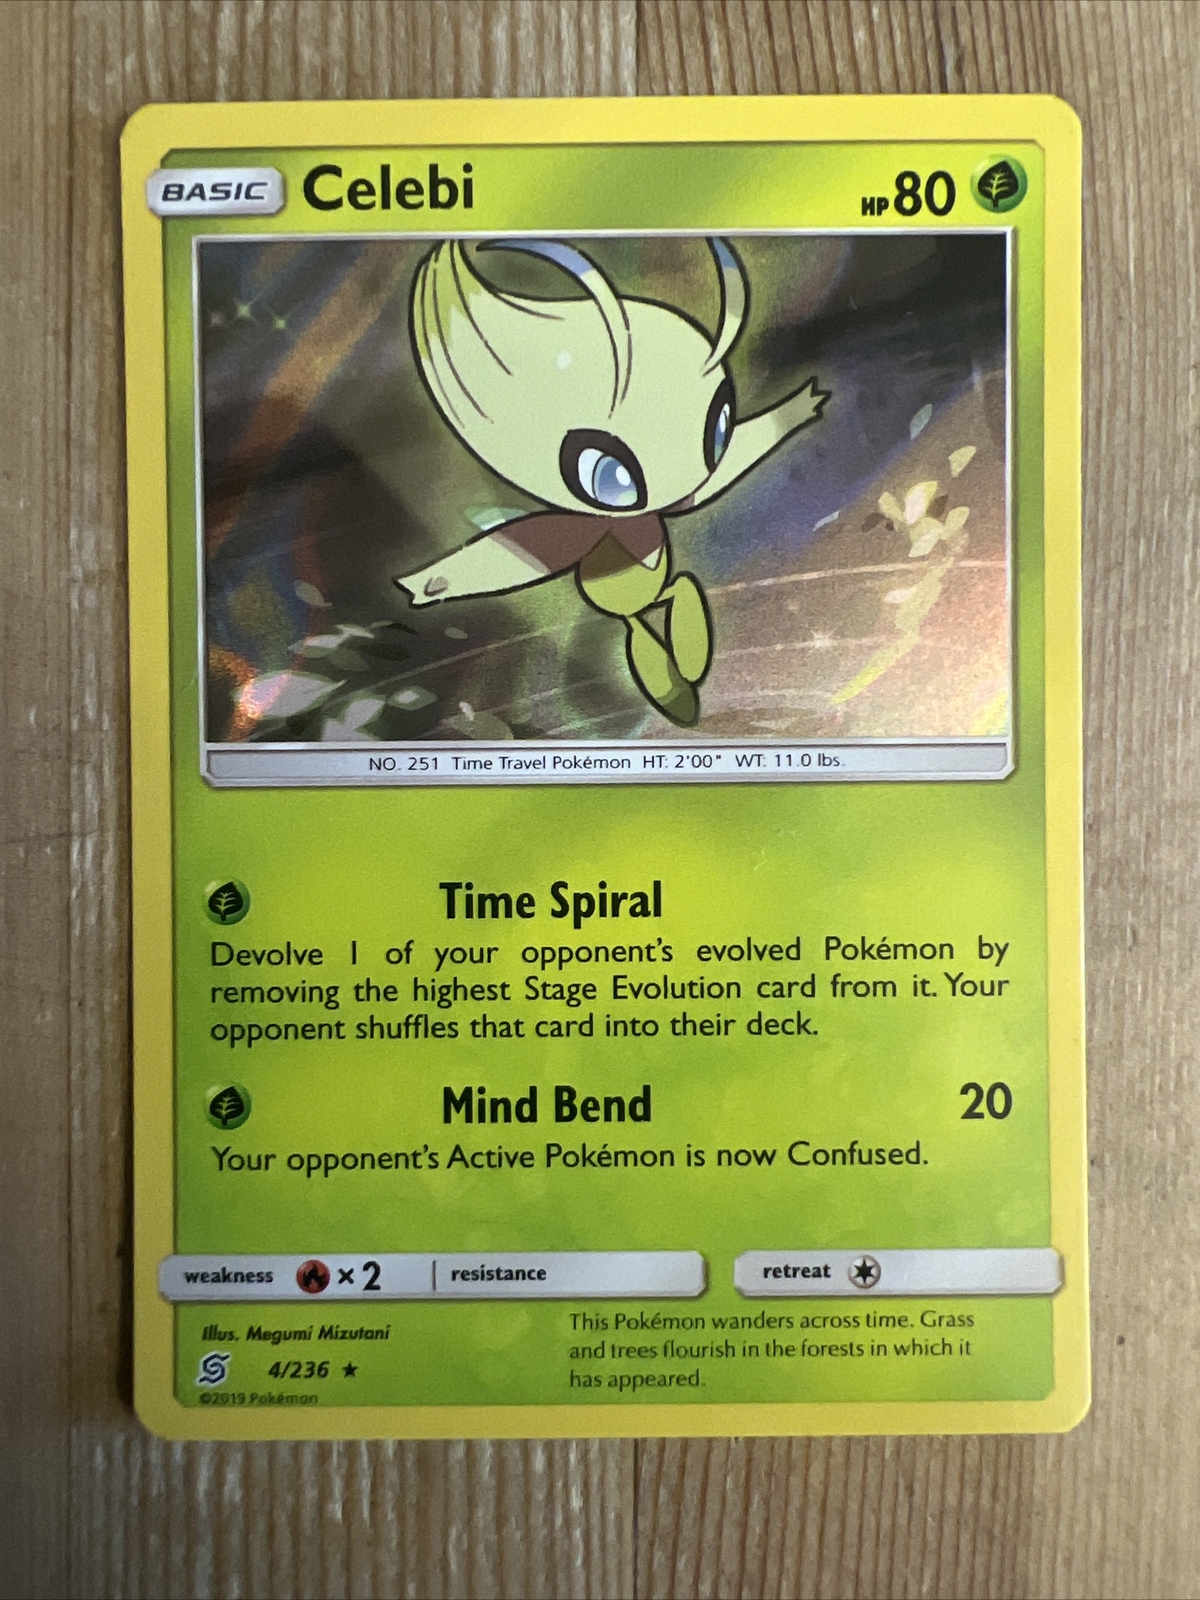 BASIC Celebi HP 80
NO. 251 Time Travel Pokémon HT: 2'00" WT: 11.0 lbs.
Time Spiral
Devolve 1 of your opponent's evolved Pokémon by
removing the highest Stage Evolution card from it. Your
opponent shuffles that card into their deck.
Mind Bend 20
Your opponent's Active Pokémon is now Confused.
weakness ×2 resistance retreat
Illus. Megumi Mizutani
4/236 ★
©2019 Pokémon
This Pokémon wanders across time. Grass
and trees flourish in the forests in which it
has appeared.